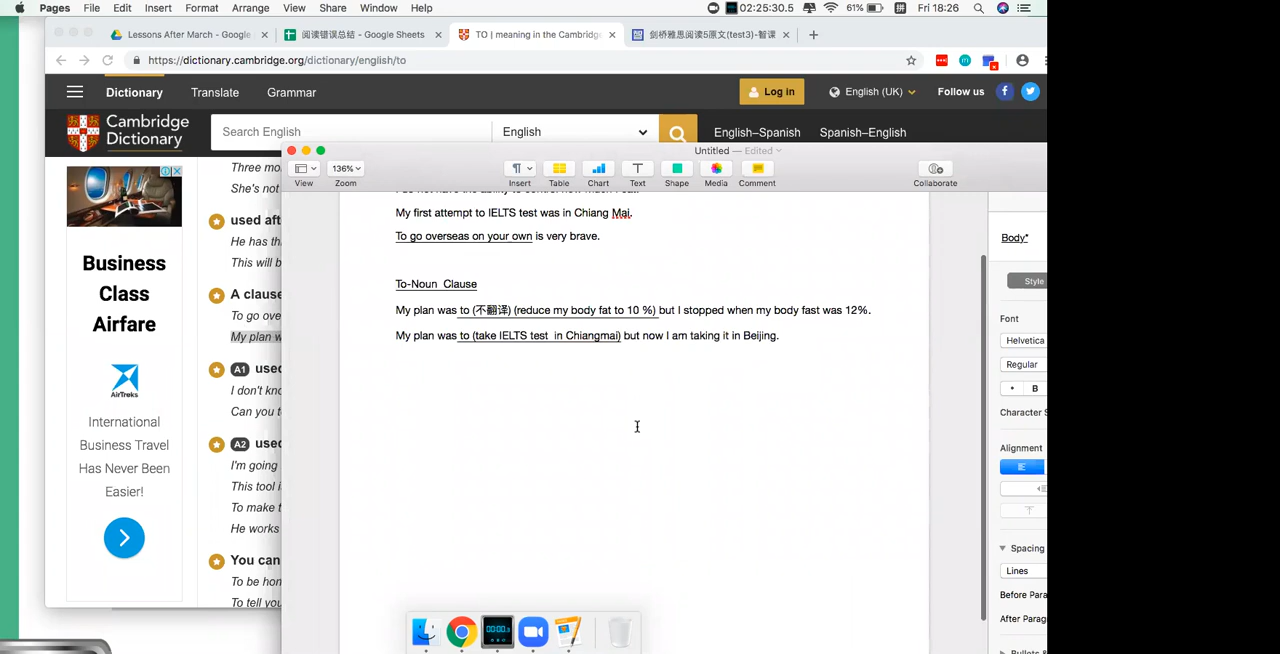 Pages File Edit Insert Format Arrange View Share Window Help 02:25:30.5 61% 拼 Fri 18:26
Lessons After March - Google 阅读错误总结 - Google Sheets TO | meaning in the Cambridge 剑桥雅思阅读5原文(test3)-智课
https://dictionary.cambridge.org/dictionary/english/to
Dictionary Translate Grammar Log in English (UK) Follow us
Cambridge Dictionary Search English English English–Spanish Spanish–English
Untitled — Edited
136%
View Zoom Insert Table Chart Text Shape Media Comment Collaborate
Three mo
She's not
used aft
He has th
This will b
A clause
To go ove
My plan w
A1 used
I don't kno
Can you t
A2 used
I'm going
This tool i
To make t
He works
You can
To be hon
To tell you
Business
Class
Airfare
AirTreks
International
Business Travel
Has Never Been
Easier!
My first attempt to IELTS test was in Chiang Mai.
To go overseas on your own is very brave.
To-Noun Clause
My plan was to (不翻译) (reduce my body fat to 10 %) but I stopped when my body fast was 12%.
My plan was to (take IELTS test in Chiangmai) but now I am taking it in Beijing.
Body*
Style
Font
Helvetica
Regular
B
Character S
Alignment
Spacing
Lines
Before Para
After Parag